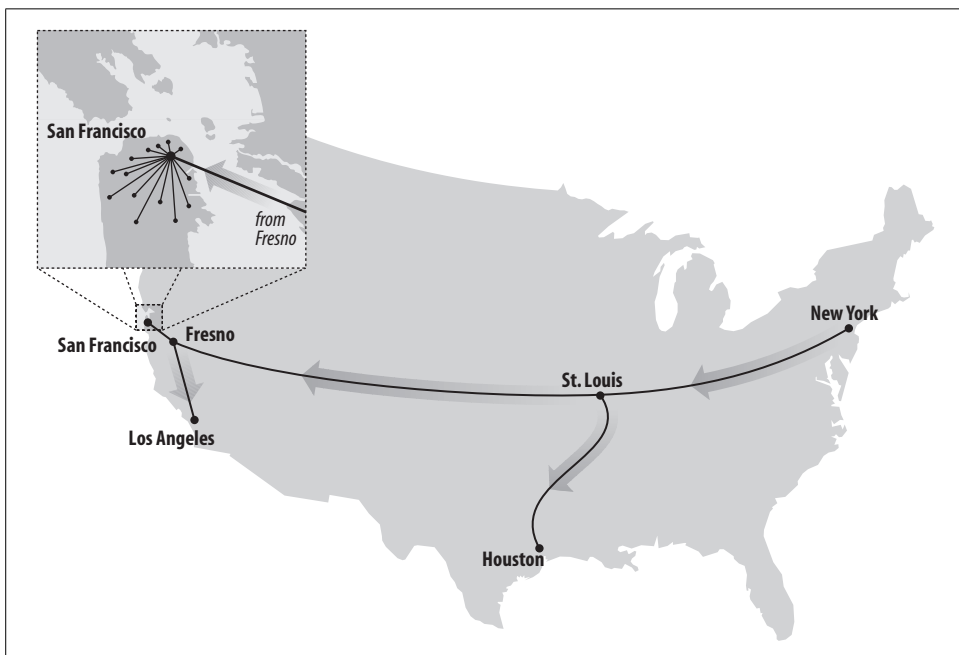 San Francisco
from
Fresno
New York
San Francisco
Fresno
St. Louis
Los Angeles
Houston